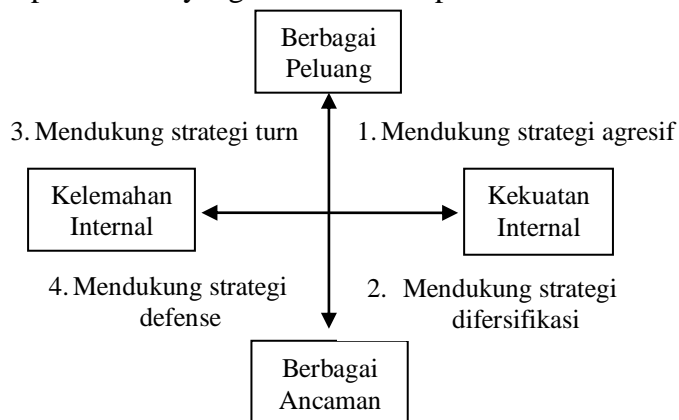 Berbagai
Peluang
3. Mendukung strategi turn
1. Mendukung strategi agresif
Kelemahan
Internal
Kekuatan
Internal
4. Mendukung strategi
defense
2. Mendukung strategi
difersifikasi
Berbagai
Ancaman